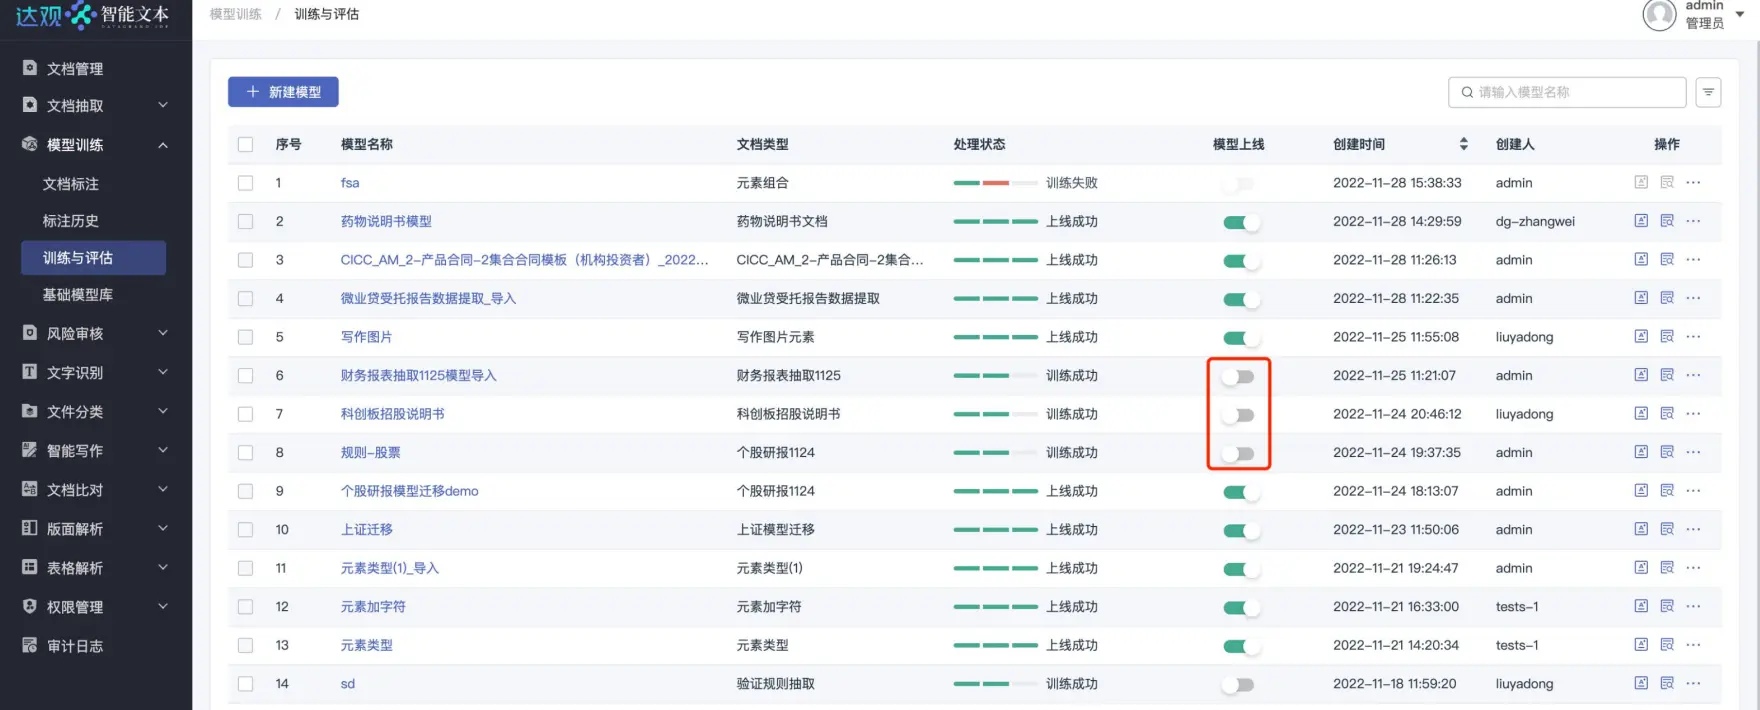 达观 智能文本
模型训练 / 训练与评估
admin
管理员
文档管理
文档抽取
模型训练
文档标注
标注历史
训练与评估
基础模型库
风险审核
文字识别
文件分类
智能写作
文档比对
版面解析
表格解析
权限管理
审计日志
+ 新建模型
请输入模型名称
序号 模型名称 文档类型 处理状态 模型上线 创建时间 创建人 操作
1 fsa 元素组合 训练失败 2022-11-28 15:38:33 admin ···
2 药物说明书模型 药物说明书文档 上线成功 2022-11-28 14:29:59 dg-zhangwei ···
3 CICC_AM_2-产品合同-2集合合同模板（机构投资者）_2022... CICC_AM_2-产品合同-2集合... 上线成功 2022-11-28 11:26:13 admin ···
4 微业贷受托报告数据提取_导入 微业贷受托报告数据提取 上线成功 2022-11-28 11:22:35 admin ···
5 写作图片 写作图片元素 上线成功 2022-11-25 11:55:08 liuyadong ···
6 财务报表抽取1125模型导入 财务报表抽取1125 训练成功 2022-11-25 11:21:07 admin ···
7 科创板招股说明书 科创板招股说明书 训练成功 2022-11-24 20:46:12 liuyadong ···
8 规则-股票 个股研报1124 训练成功 2022-11-24 19:37:35 admin ···
9 个股研报模型迁移demo 个股研报1124 上线成功 2022-11-24 18:13:07 admin ···
10 上证迁移 上证模型迁移 上线成功 2022-11-23 11:50:06 admin ···
11 元素类型(1)_导入 元素类型(1) 上线成功 2022-11-21 19:24:47 admin ···
12 元素加字符 元素加字符 上线成功 2022-11-21 16:33:00 tests-1 ···
13 元素类型 元素类型 上线成功 2022-11-21 14:20:34 tests-1 ···
14 sd 验证规则抽取 训练成功 2022-11-18 11:59:20 liuyadong ···